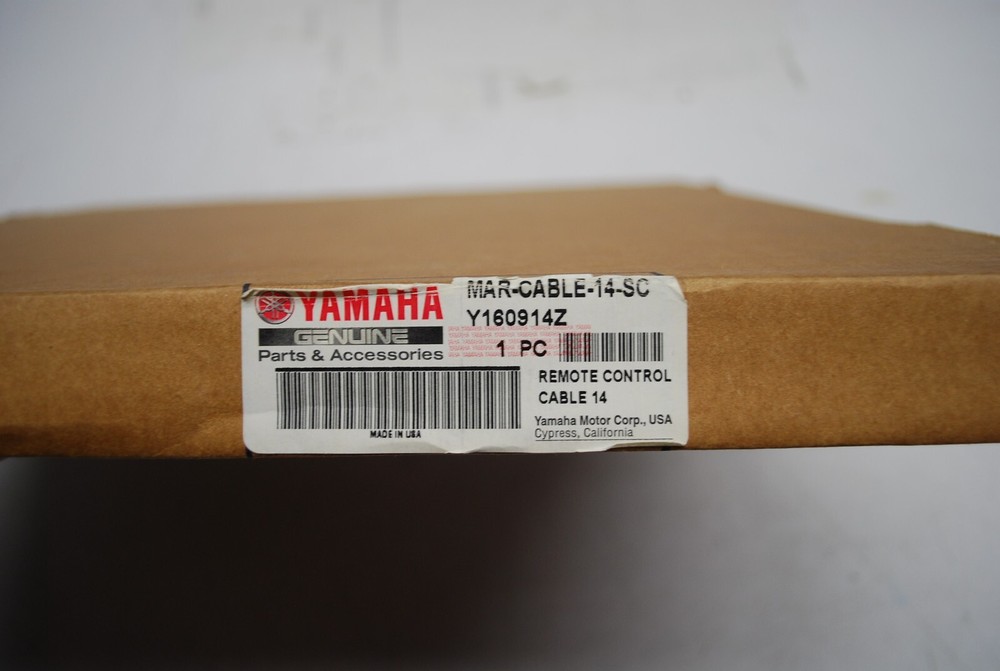 YAMAHA
GENUINE
Parts & Accessories
MADE IN USA
MAR-CABLE-14-SC
Y160914Z
1 PC
REMOTE CONTROL
CABLE 14
Yamaha Motor Corp., USA
Cypress, California